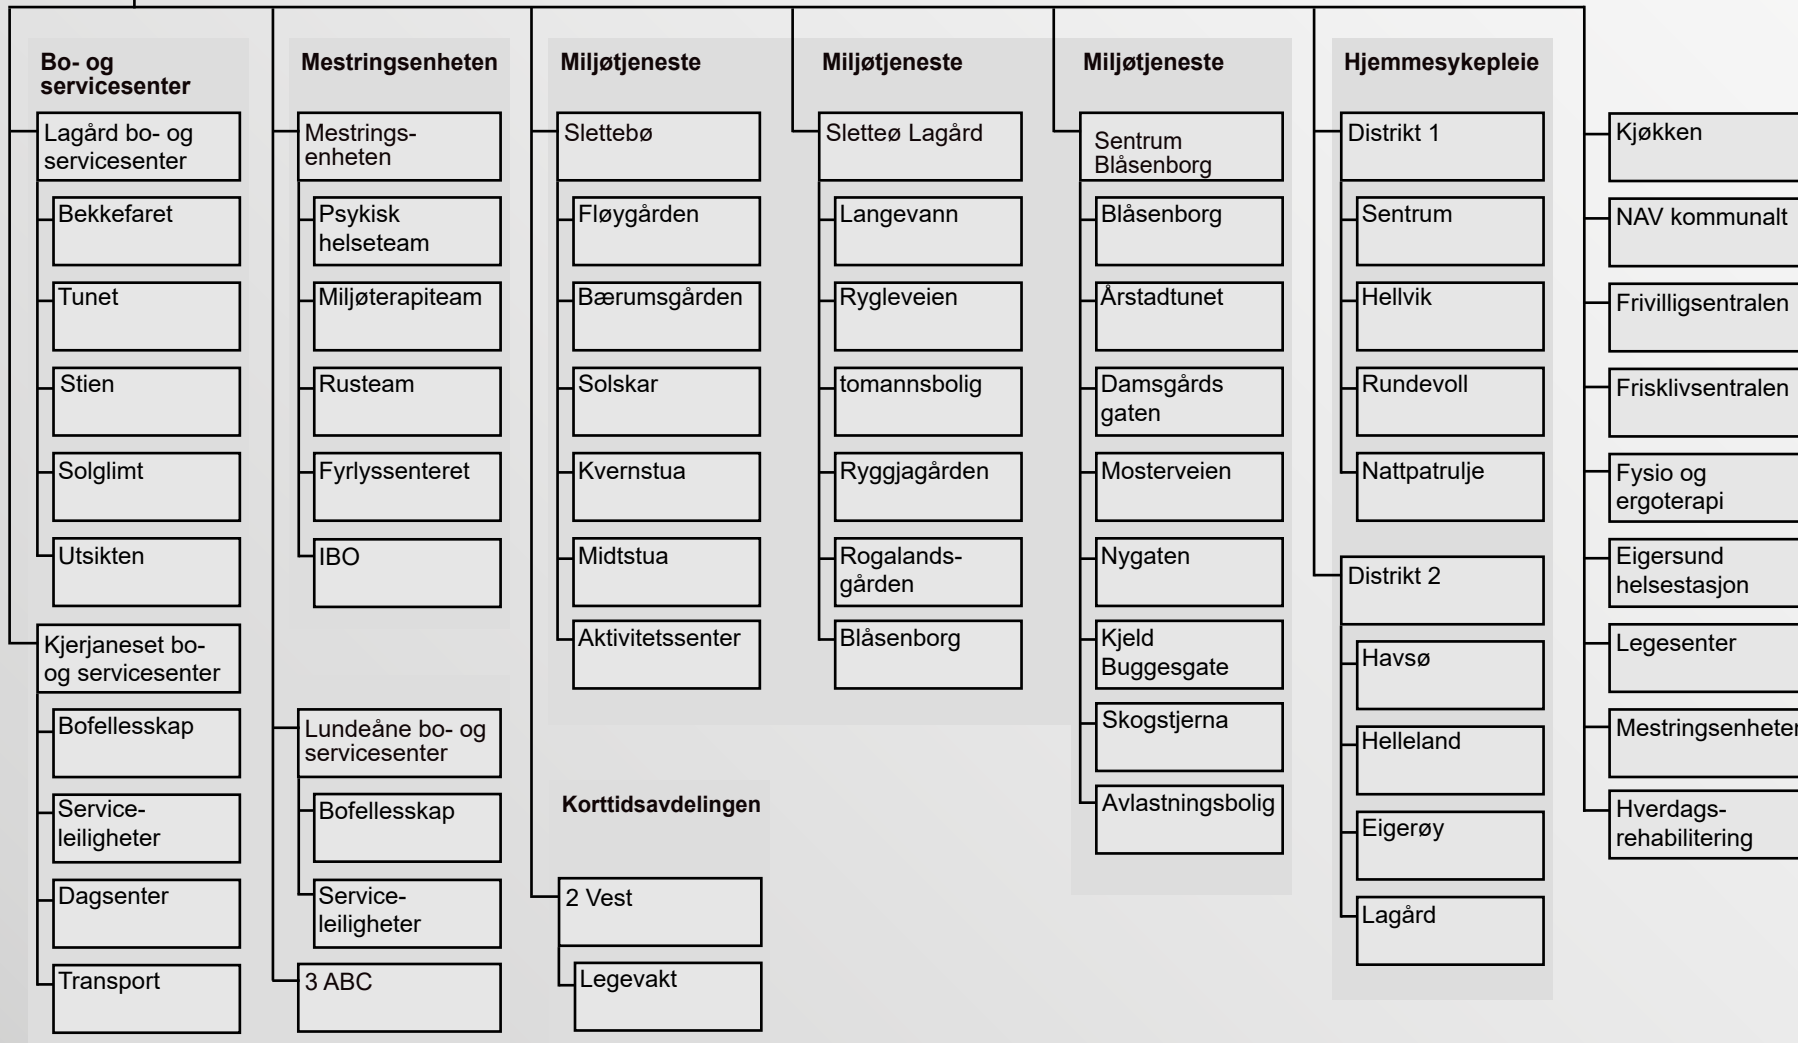 Bo- og
servicesenter
Lagård bo- og
servicesenter
Bekkefaret
Tunet
Stien
Solglimt
Utsikten
Kjerjaneset bo-
og servicesenter
Bofellesskap
Service-
leiligheter
Dagsenter
Transport
Mestringsenheten
Mestrings-
enheten
Psykisk
helseteam
Miljøterapiteam
Rusteam
Fyrlyssenteret
IBO
Lundeåne bo- og
servicesenter
Bofellesskap
Service-
leiligheter
3 ABC
Miljøtjeneste
Slettebø
Fløygården
Bærumsgården
Solskar
Kvernstua
Midtstua
Aktivitetssenter
Korttidsavdelingen
2 Vest
Legevakt
Miljøtjeneste
Sletteø Lagård
Langevann
Rygleveien
tomannsbolig
Ryggjagården
Rogalands-
gården
Blåsenborg
Miljøtjeneste
Sentrum
Blåsenborg
Blåsenborg
Årstadtunet
Damsgårds
gaten
Mosterveien
Nygaten
Kjeld
Buggesgate
Skogstjerna
Avlastningsbolig
Hjemmesykepleie
Distrikt 1
Sentrum
Hellvik
Rundevoll
Nattpatrulje
Distrikt 2
Havsø
Helleland
Eigerøy
Lagård
Kjøkken
NAV kommunalt
Frivilligsentralen
Frisklivsentralen
Fysio og
ergoterapi
Eigersund
helsestasjon
Legesenter
Mestringsenheten
Hverdags-
rehabilitering